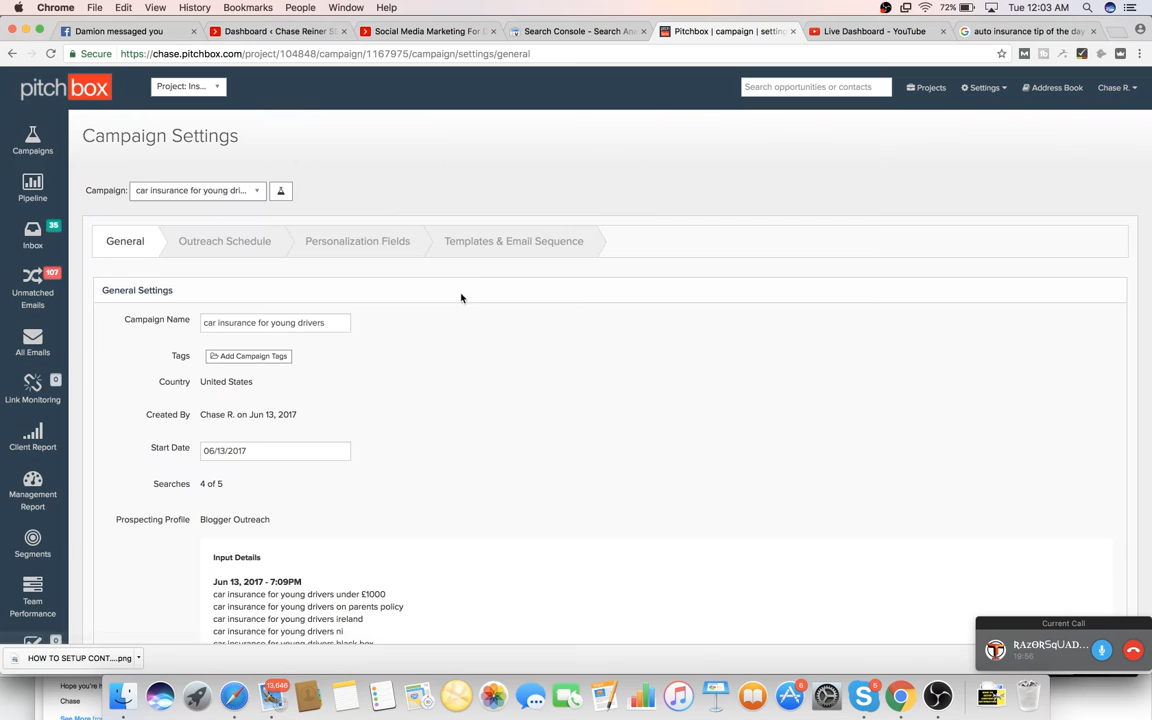 Chrome File Edit View History Bookmarks People Window Help 72% Tue 12:03 AM
Damion messaged you Dashboard ‹ Chase Reiner S Social Media Marketing For Search Console - Search An Pitchbox | campaign | settin Live Dashboard - YouTube auto insurance tip of the day
Secure https://chase.pitchbox.com/project/104848/campaign/1167975/campaign/settings/general
pitchbox Project: Ins... Search opportunities or contacts Projects Settings Address Book Chase R.
Campaign Settings
Campaigns
Campaign: car insurance for young dri...
Pipeline
General Outreach Schedule Personalization Fields Templates & Email Sequence
35
Inbox
107
Unmatched
Emails
General Settings
Campaign Name car insurance for young drivers
All Emails
Tags Add Campaign Tags
Country United States
0
Link Monitoring
Created By Chase R. on Jun 13, 2017
Client Report
Start Date 06/13/2017
Searches 4 of 5
Management
Report
Prospecting Profile Blogger Outreach
Segments
Input Details
Jun 13, 2017 - 7:09PM
car insurance for young drivers under £1000
car insurance for young drivers on parents policy
car insurance for young drivers ireland
car insurance for young drivers ni
car insurance for young drivers black box
Team
Performance
0
Current Call
RAZORSQUAD...
19:56
HOW TO SETUP CONT....png
Hope you're
Chase
See More from
13,646
6
5